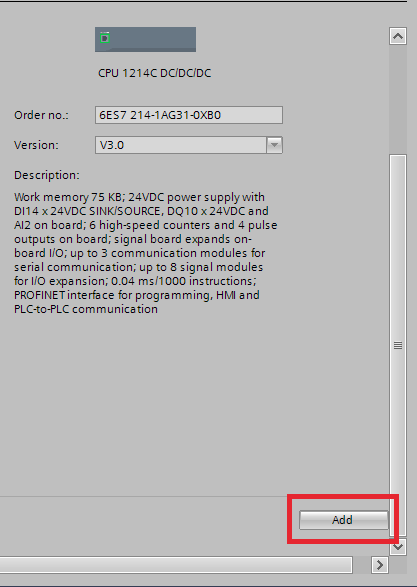 CPU 1214C DC/DC/DC
Order no.: 6ES7 214-1AG31-0XB0
Version: V3.0
Description:
Work memory 75 KB; 24VDC power supply with
DI14 x 24VDC SINK/SOURCE, DQ10 x 24VDC and
AI2 on board; 6 high-speed counters and 4 pulse
outputs on board; signal board expands on-
board I/O; up to 3 communication modules for
serial communication; up to 8 signal modules
for I/O expansion; 0.04 ms/1000 instructions;
PROFINET interface for programming, HMI and
PLC-to-PLC communication
Add